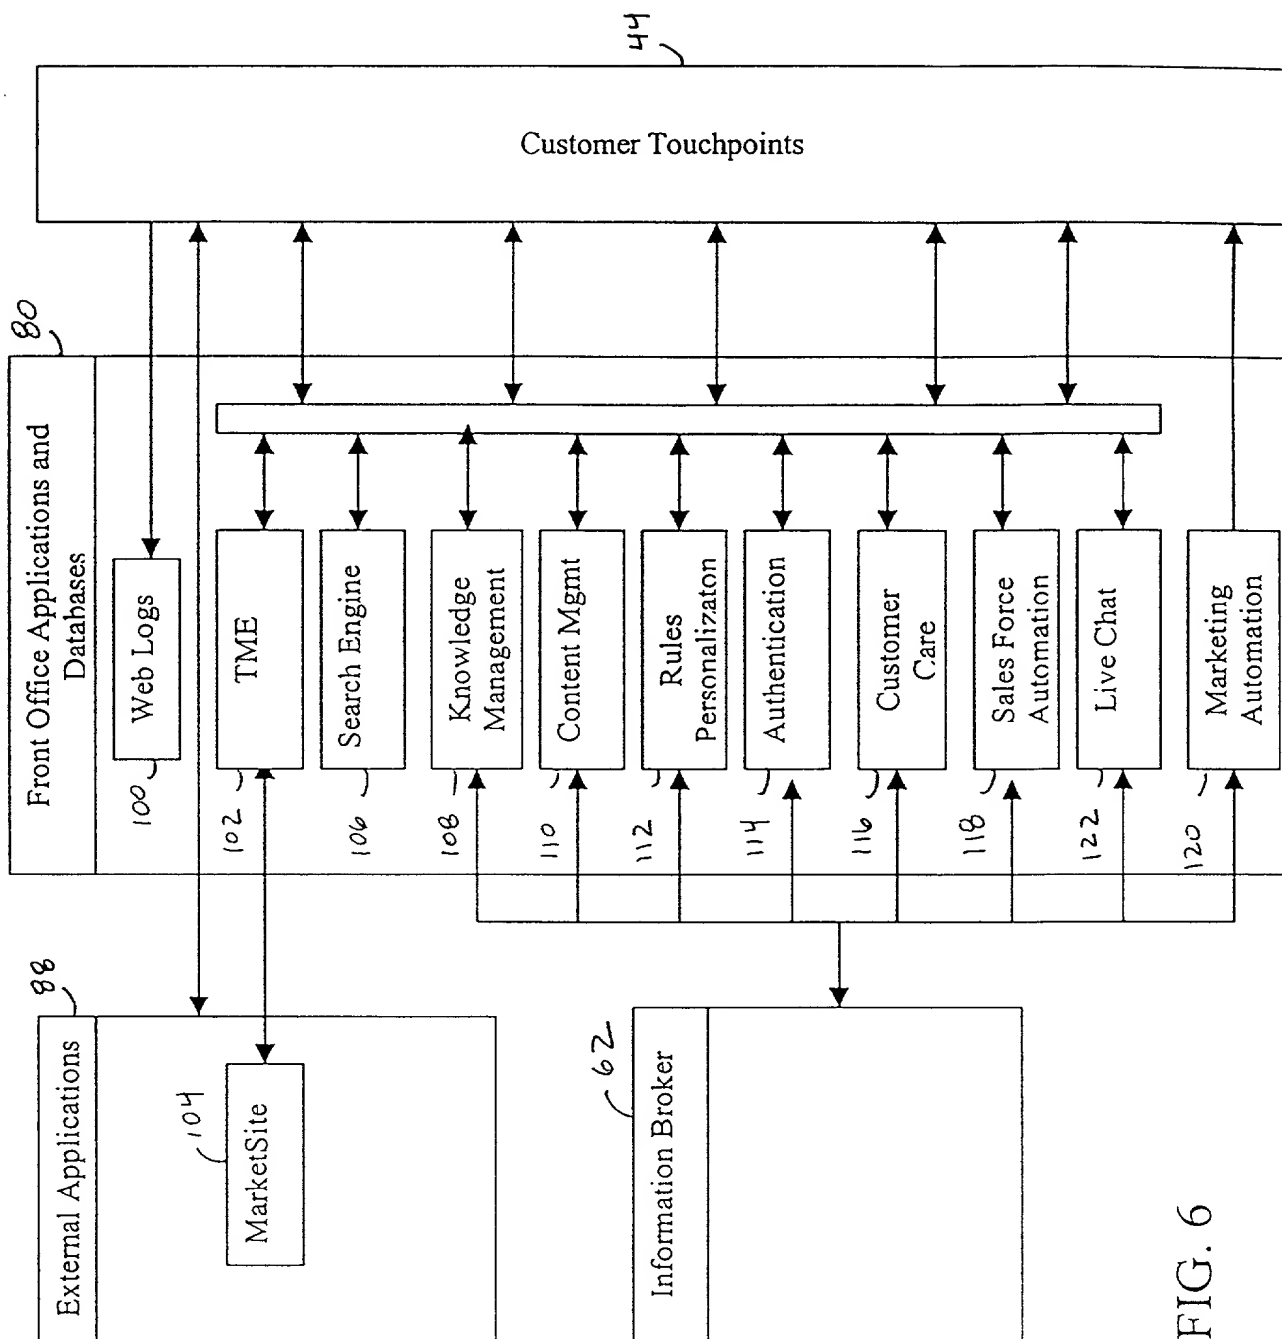 44
Customer Touchpoints
80
Front Office Applications and
Databases
Web Logs
100
TME
102
Search Engine
106
Knowledge
Management
108
Content Mgmt
110
Rules
Personalizaton
112
Authentication
114
Customer
Care
116
Sales Force
Automation
118
Live Chat
122
Marketing
Automation
120
88
External Applications
MarketSite
104
62
Information Broker
FIG. 6